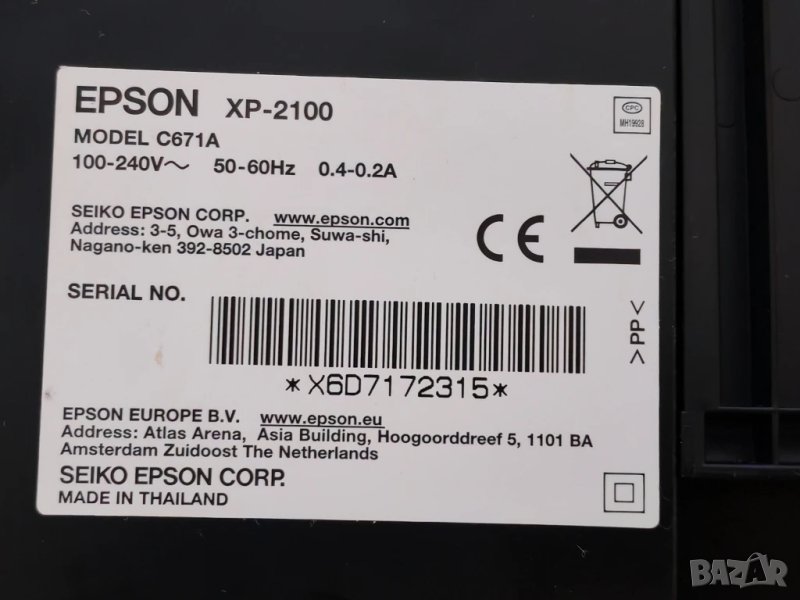 EPSON XP-2100
MODEL C671A
100-240V～ 50-60Hz 0.4-0.2A
CPC
MH19928
SEIKO EPSON CORP. www.epson.com
Address: 3-5, Owa 3-chome, Suwa-shi,
Nagano-ken 392-8502 Japan
CE
SERIAL NO.
*X6D7172315*
>PP<
EPSON EUROPE B.V. www.epson.eu
Address: Atlas Arena, Asia Building, Hoogoorddreef 5, 1101 BA
Amsterdam Zuidoost The Netherlands
SEIKO EPSON CORP.
MADE IN THAILAND
BAZAR